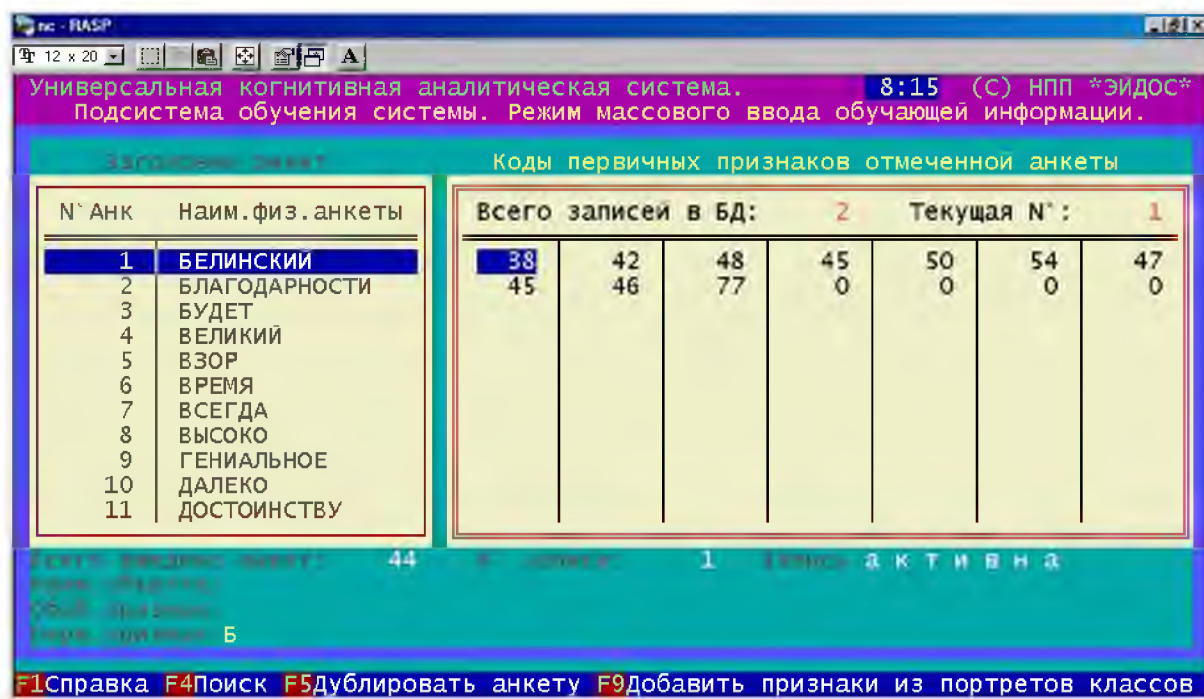 nc - RASP
12 x 20 A
Универсальная когнитивная аналитическая система. 8:15 (C) НПП *ЭЙДОС*
Подсистема обучения системы. Режим массового ввода обучающей информации.
Коды первичных признаков отмеченной анкеты
N°Анк Наим.физ.анкеты
1 БЕЛИНСКИЙ
2 БЛАГОДАРНОСТИ
3 БУДЕТ
4 ВЕЛИКИЙ
5 ВЗОР
6 ВРЕМЯ
7 ВСЕГДА
8 ВЫСОКО
9 ГЕНИАЛЬНОЕ
10 ДАЛЕКО
11 ДОСТОИНСТВУ
Всего записей в БД: 2 Текущая N°: 1
38 42 48 45 50 54 47
45 46 77 0 0 0 0
44 1 а к т и в н а
Б
F1Справка F4Поиск F5Дублировать анкету F9Добавить признаки из портретов классов